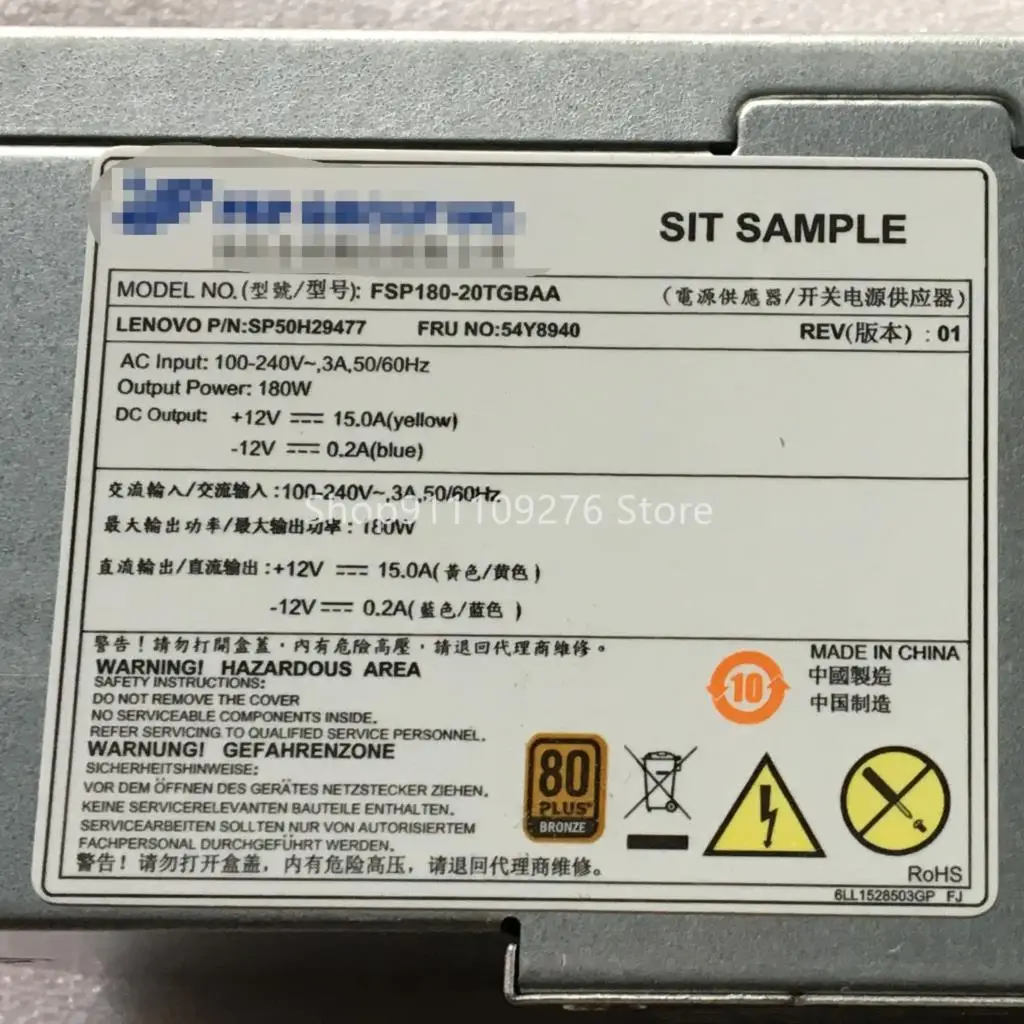 SIT SAMPLE
MODEL NO.(型號/型号): FSP180-20TGBAA (電源供應器/开关电源供应器)
LENOVO P/N:SP50H29477 FRU NO:54Y8940 REV(版本) : 01
AC Input: 100-240V~,3A,50/60Hz
Output Power: 180W
DC Output: +12V ⎓ 15.0A(yellow)
-12V ⎓ 0.2A(blue)
交流輸入/交流输入 :100-240V~,3A,50/60Hz
Shop911109276 Store
最大輸出功率/最大输出功率 : 180W
直流輸出/直流输出 :+12V ⎓ 15.0A( 黃色/黄色 )
-12V ⎓ 0.2A( 藍色/蓝色 )
警告！請勿打開盒蓋，內有危險高壓，請退回代理商維修。
WARNING! HAZARDOUS AREA
SAFETY INSTRUCTIONS:
DO NOT REMOVE THE COVER
NO SERVICEABLE COMPONENTS INSIDE.
REFER SERVICING TO QUALIFIED SERVICE PERSONNEL.
WARNUNG! GEFAHRENZONE
SICHERHEITSHINWEISE:
VOR DEM ÖFFNEN DES GERÄTES NETZSTECKER ZIEHEN.
KEINE SERVICERELEVANTEN BAUTEILE ENTHALTEN.
SERVICEARBEITEN SOLLTEN NUR VON AUTORISIERTEM
FACHPERSONAL DURCHGEFÜHRT WERDEN.
警告！请勿打开盒盖，内有危险高压，请退回代理商维修。
10
MADE IN CHINA
中國製造
中国制造
80
PLUS®
BRONZE
RoHS
6LL1528503GP FJ